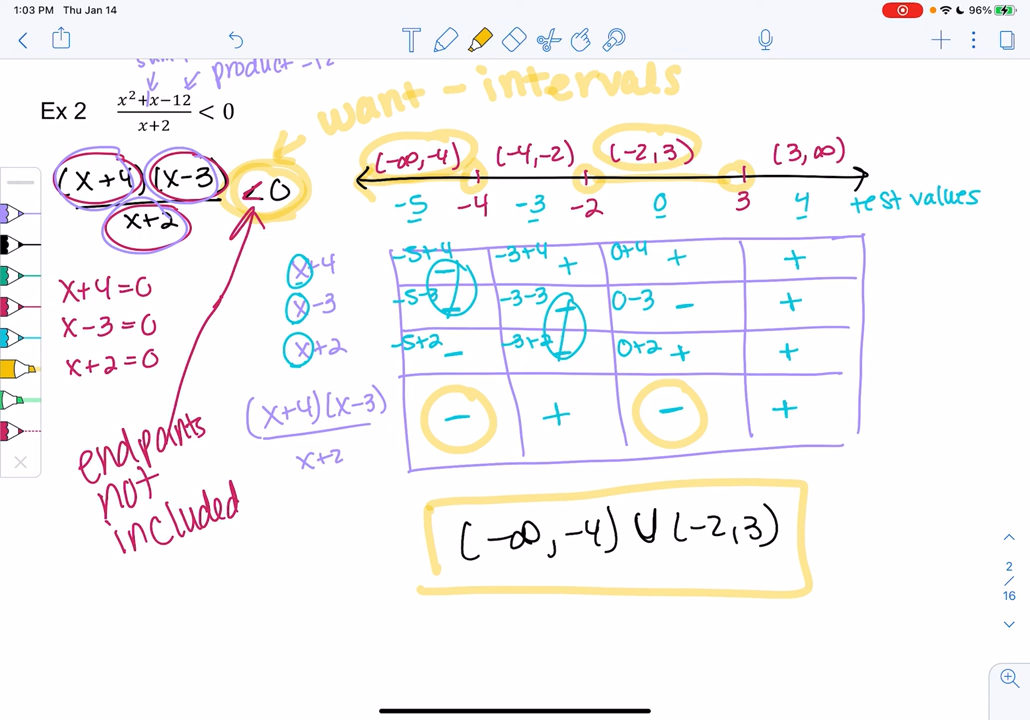 1:03 PM Thu Jan 14
96%
T
product -12
want - intervals
Ex 2 x²+x-12 / x+2 < 0
(x+4)(x-3) / x+2 < 0
(-∞,-4) (-4,-2) (-2,3) (3,∞)
-5 -4 -3 -2 0 3 4 test values
x+4 -5+4 - -3+4 + 0+4 + +
x-3 -5-3 - -3-3 - 0-3 - +
x+2 -5+2 - -3+2 - 0+2 + +
(x+4)(x-3) / x+2 - + - +
x+4=0
x-3=0
x+2=0
endpoints
not
included
(-∞,-4) ∪ (-2,3)
2
/
16